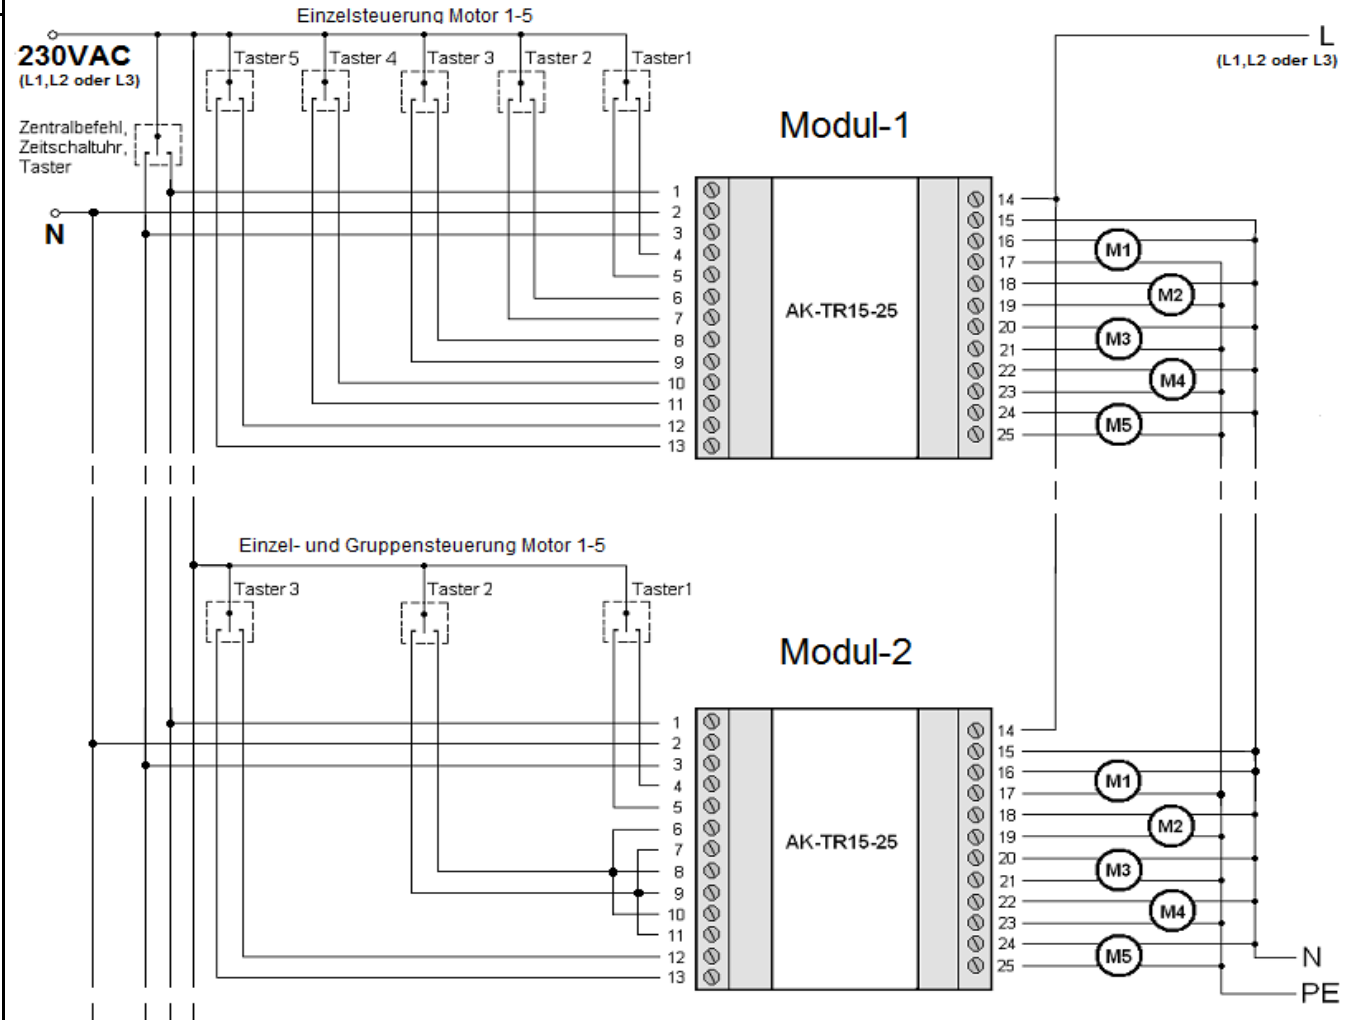 Einzelsteuerung Motor 1-5
230VAC
(L1,L2 oder L3)
Taster 5
Taster 4
Taster 3
Taster 2
Taster1
L
(L1,L2 oder L3)
Zentralbefehl,
Zeitschaltuhr,
Taster
N
Modul-1
1
2
3
4
5
6
7
8
9
10
11
12
13
AK-TR15-25
14
15
16
17
18
19
20
21
22
23
24
25
M1
M2
M3
M4
M5
Einzel- und Gruppensteuerung Motor 1-5
Taster 3
Taster 2
Taster1
Modul-2
1
2
3
4
5
6
7
8
9
10
11
12
13
AK-TR15-25
14
15
16
17
18
19
20
21
22
23
24
25
M1
M2
M3
M4
M5
N
PE